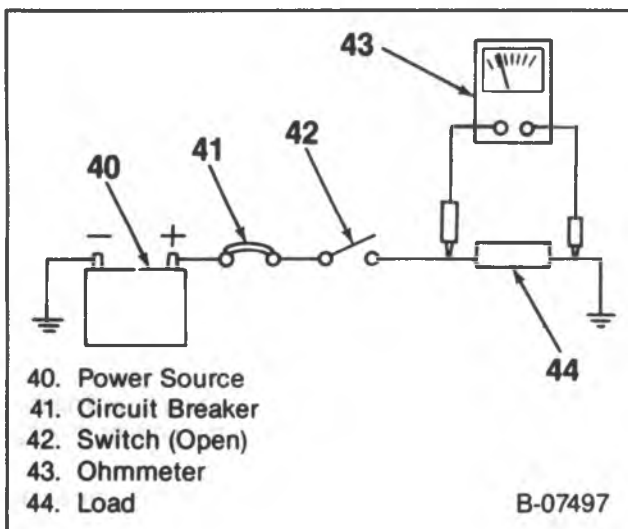 43
42
41
40
− +
44
40. Power Source
41. Circuit Breaker
42. Switch (Open)
43. Ohmmeter
44. Load
B-07497